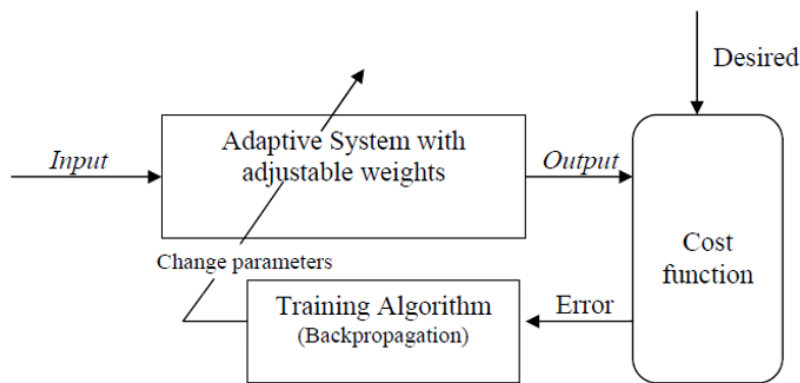 Desired
Adaptive System with
adjustable weights
Input
Output
Cost
function
Change parameters
Training Algorithm
(Backpropagation)
Error